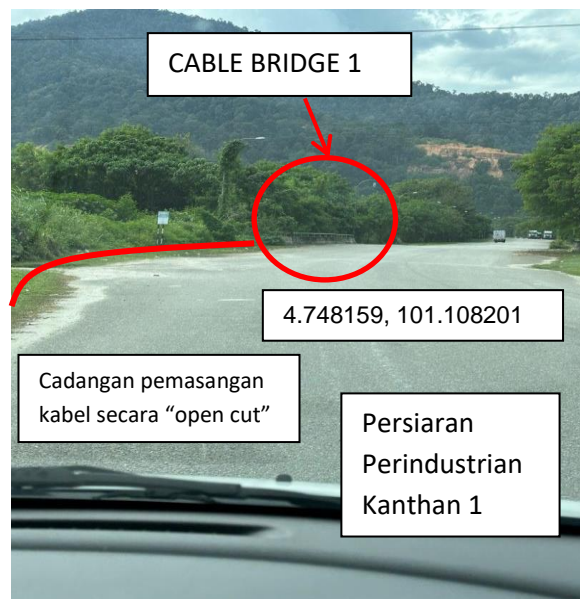 CABLE BRIDGE 1
4.748159, 101.108201
Cadangan pemasangan
kabel secara “open cut”
Persiaran
Perindustrian
Kanthan 1